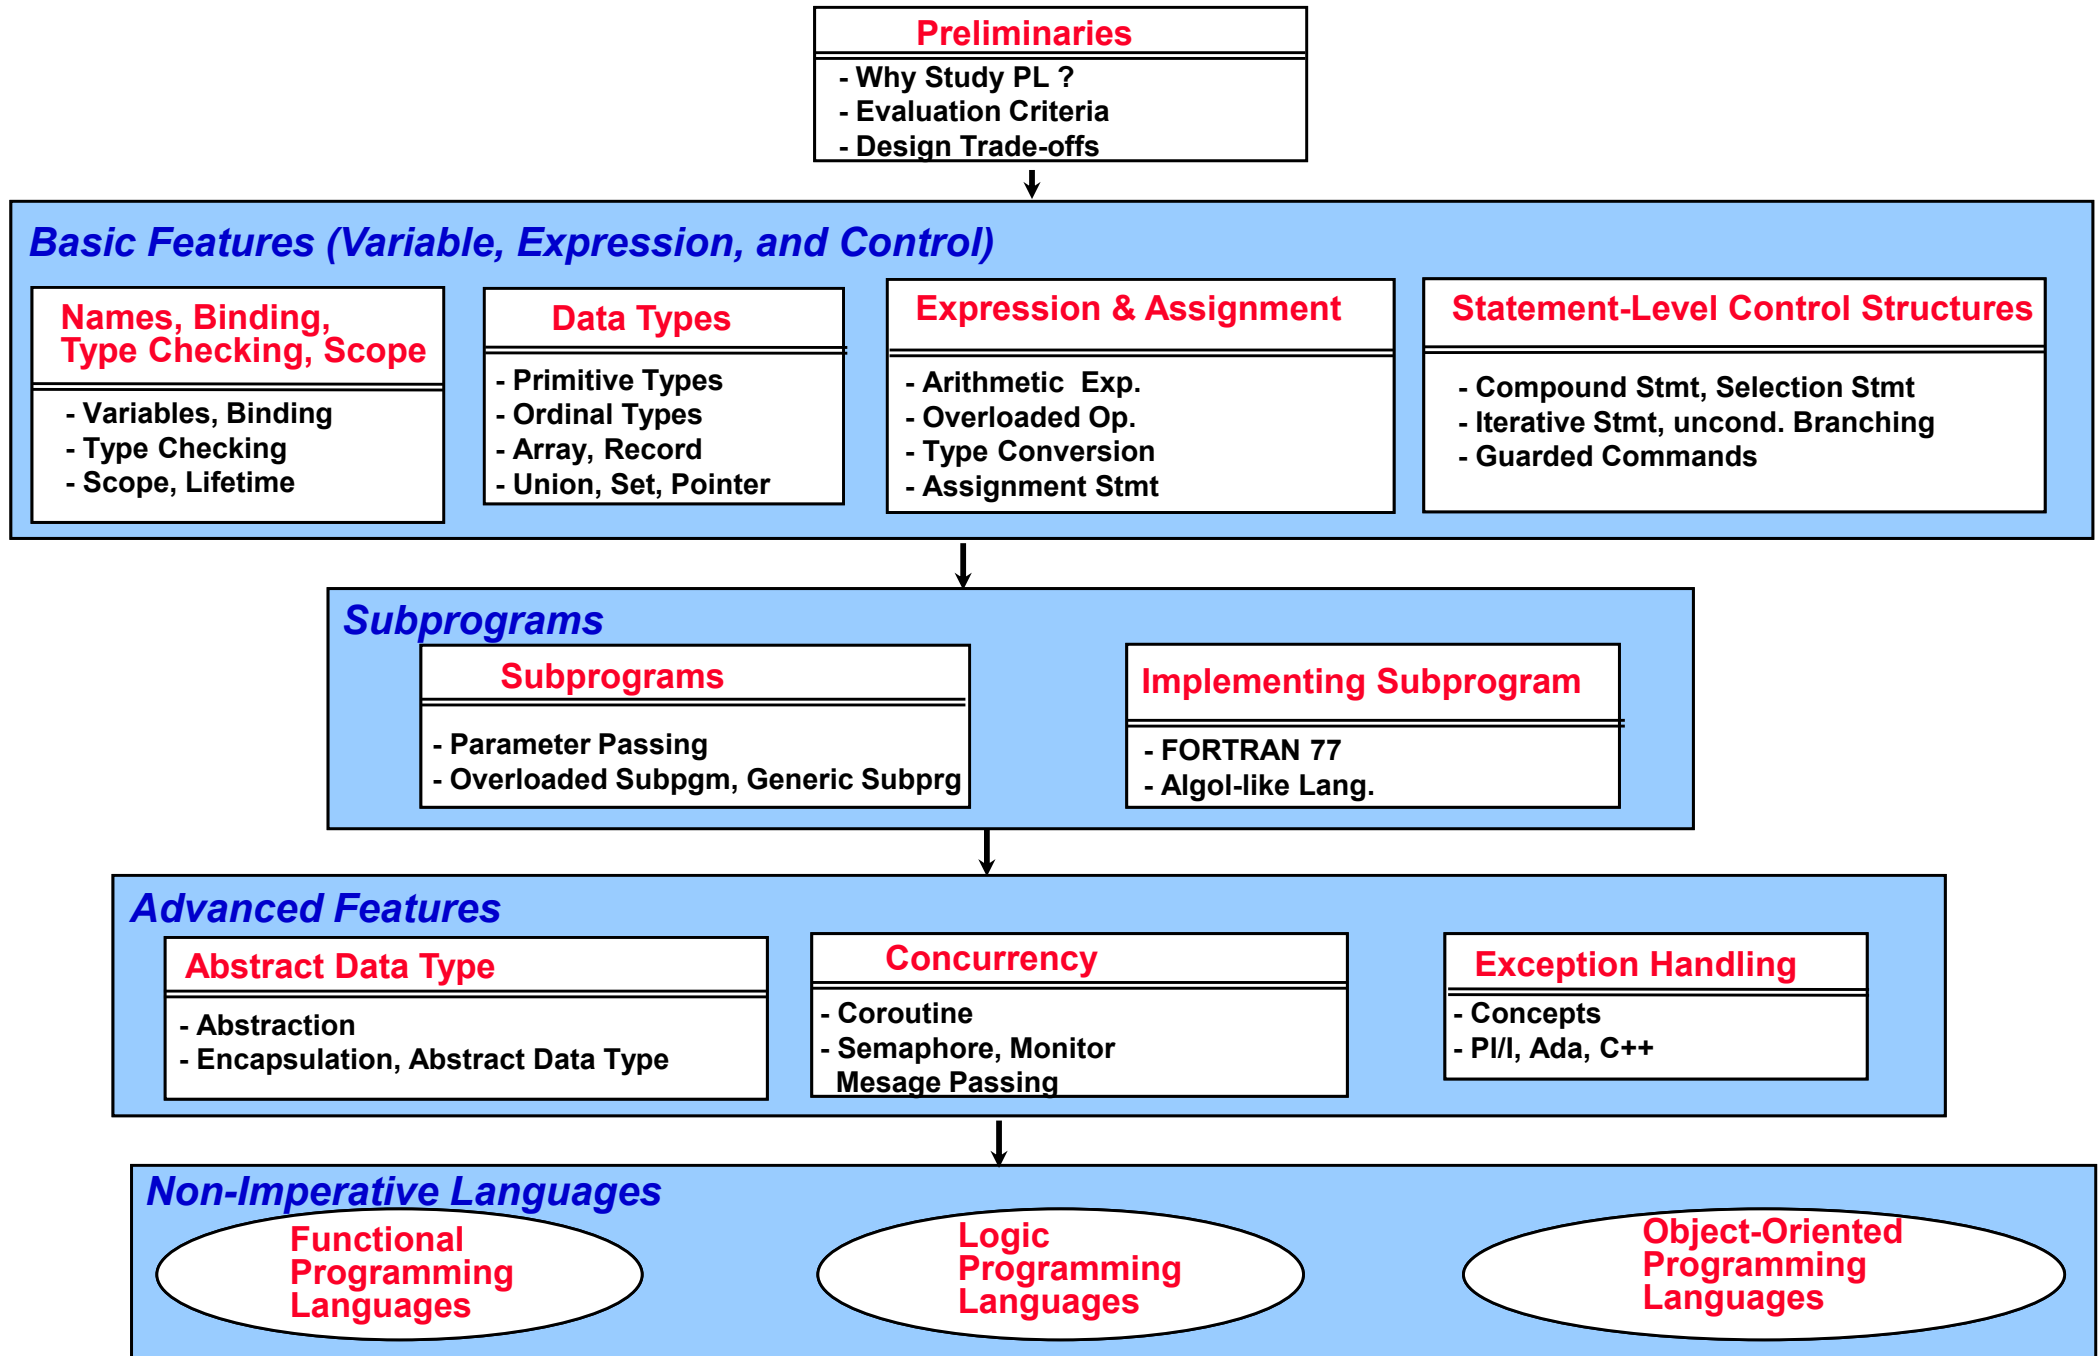 Preliminaries
- Why Study PL ?
- Evaluation Criteria
- Design Trade-offs
Basic Features (Variable, Expression, and Control)
Names, Binding,
Type Checking, Scope
- Variables, Binding
- Type Checking
- Scope, Lifetime
Data Types
- Primitive Types
- Ordinal Types
- Array, Record
- Union, Set, Pointer
Expression & Assignment
- Arithmetic Exp.
- Overloaded Op.
- Type Conversion
- Assignment Stmt
Statement-Level Control Structures
- Compound Stmt, Selection Stmt
- Iterative Stmt, uncond. Branching
- Guarded Commands
Subprograms
Subprograms
- Parameter Passing
- Overloaded Subpgm, Generic Subprg
Implementing Subprogram
- FORTRAN 77
- Algol-like Lang.
Advanced Features
Abstract Data Type
- Abstraction
- Encapsulation, Abstract Data Type
Concurrency
- Coroutine
- Semaphore, Monitor
Mesage Passing
Exception Handling
- Concepts
- Pl/I, Ada, C++
Non-Imperative Languages
Functional
Programming
Languages
Logic
Programming
Languages
Object-Oriented
Programming
Languages